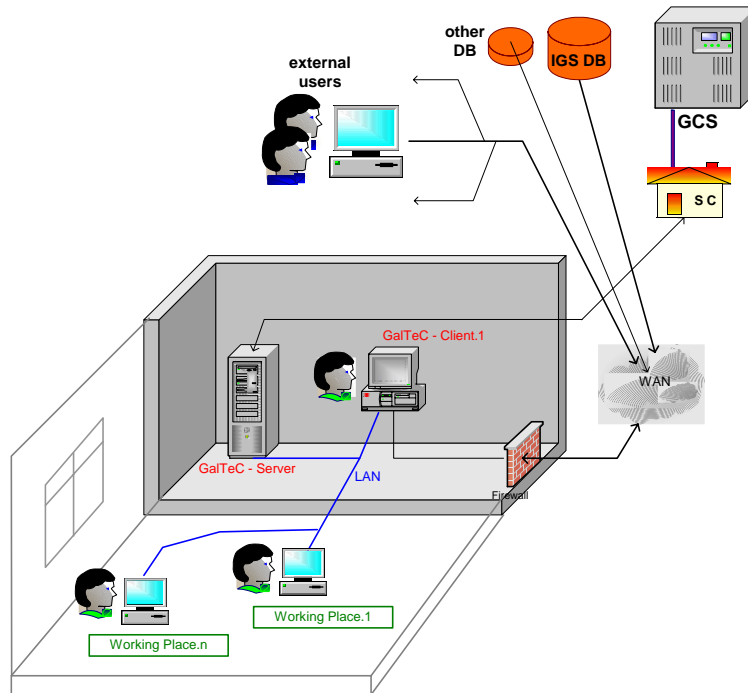 other
DB
IGS DB
external
users
GCS
S C
GalTeC - Client.1
WAN
GalTeC - Server
LAN
Firewall
Working Place.1
Working Place.n